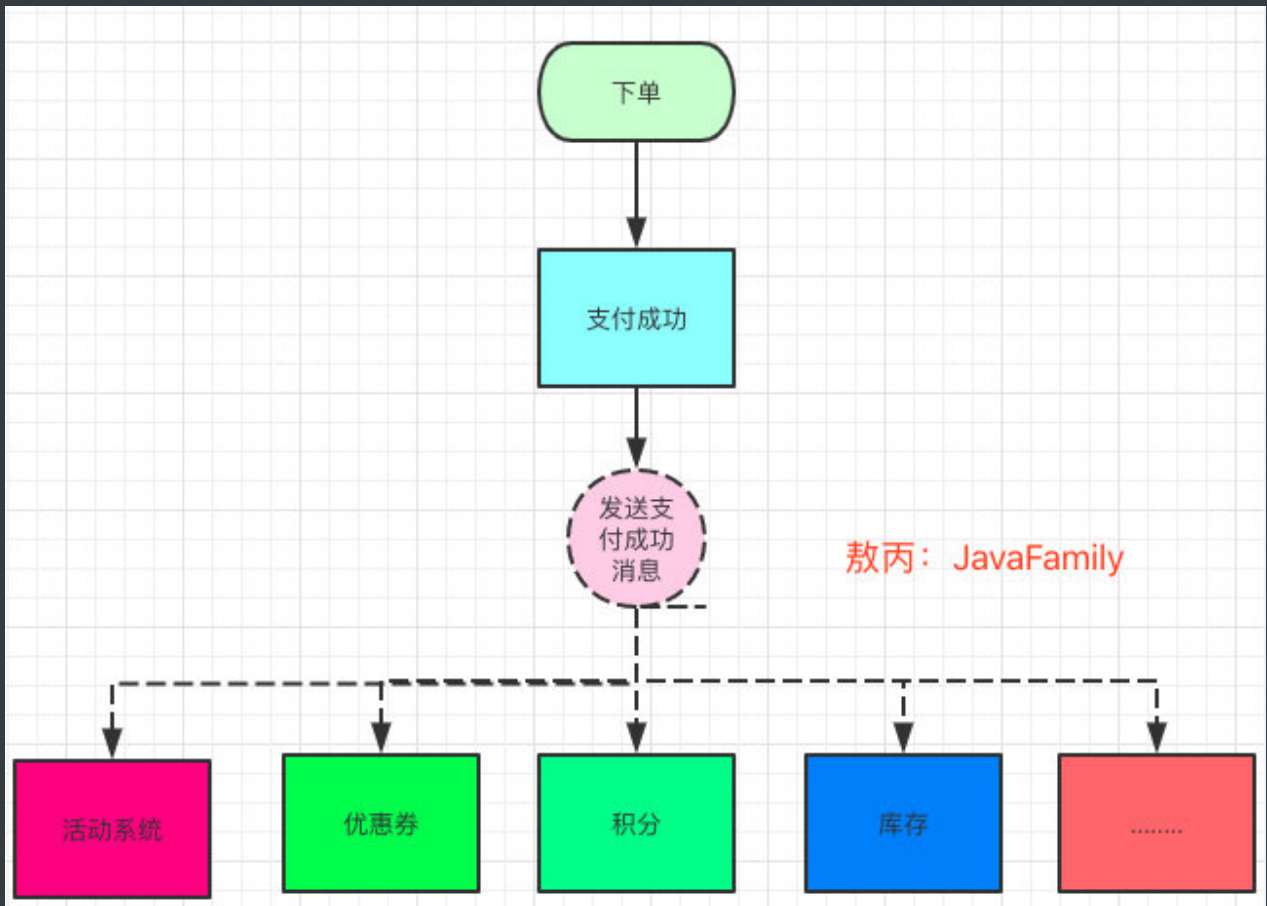 下单
支付成功
发送支
付成功
消息
敖丙：JavaFamily
活动系统
优惠券
积分
库存
........